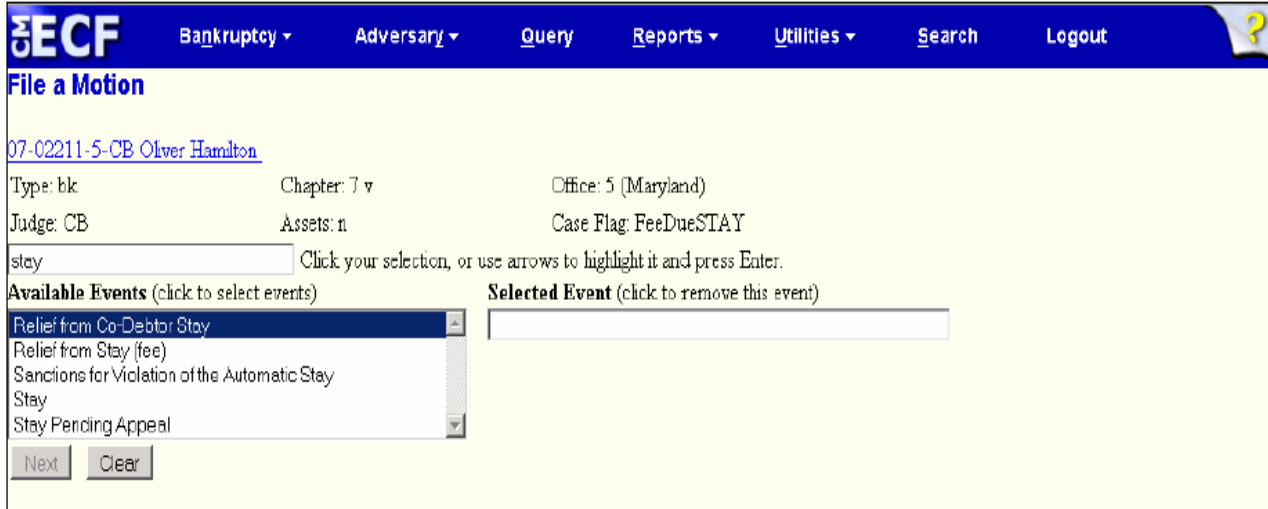 CM ECF Bankruptcy Adversary Query Reports Utilities Search Logout ?
File a Motion
07-02211-5-CB Oliver Hamilton
Type: bk Chapter: 7 v Office: 5 (Maryland)
Judge: CB Assets: n Case Flag: FeeDueSTAY
stay Click your selection, or use arrows to highlight it and press Enter.
Available Events (click to select events) Selected Event (click to remove this event)
Relief from Co-Debtor Stay
Relief from Stay (fee)
Sanctions for Violation of the Automatic Stay
Stay
Stay Pending Appeal
Next Clear